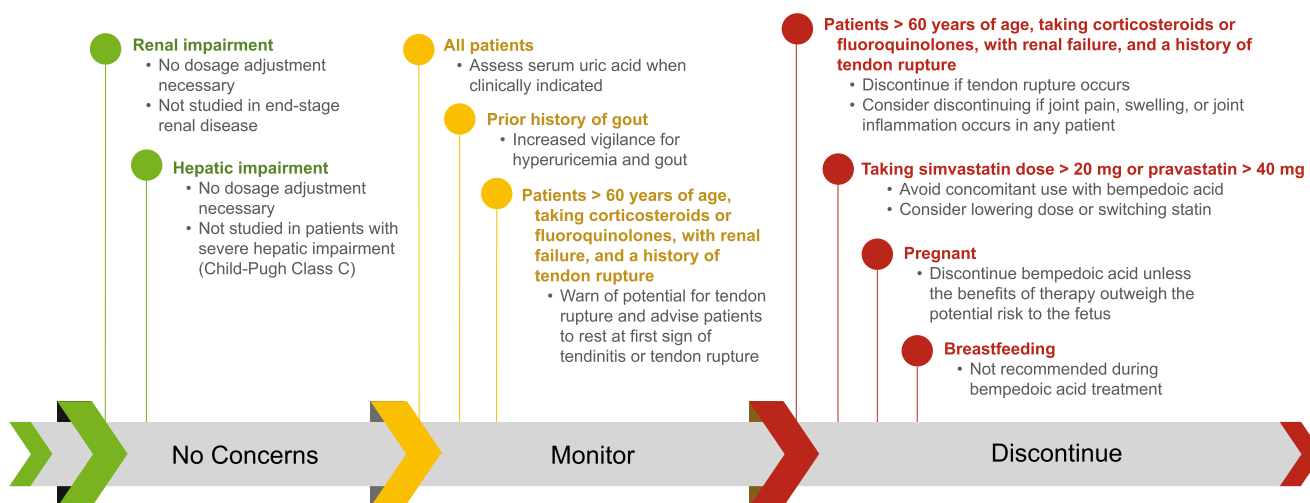 Renal impairment
• No dosage adjustment
necessary
• Not studied in end-stage
renal disease
Hepatic impairment
• No dosage adjustment
necessary
• Not studied in patients with
severe hepatic impairment
(Child-Pugh Class C)
All patients
• Assess serum uric acid when
clinically indicated
Prior history of gout
• Increased vigilance for
hyperuricemia and gout
Patients > 60 years of age,
taking corticosteroids or
fluoroquinolones, with renal
failure, and a history of
tendon rupture
• Warn of potential for tendon
rupture and advise patients
to rest at first sign of
tendinitis or tendon rupture
Patients > 60 years of age, taking corticosteroids or
fluoroquinolones, with renal failure, and a history of
tendon rupture
• Discontinue if tendon rupture occurs
• Consider discontinuing if joint pain, swelling, or joint
inflammation occurs in any patient
Taking simvastatin dose > 20 mg or pravastatin > 40 mg
• Avoid concomitant use with bempedoic acid
• Consider lowering dose or switching statin
Pregnant
• Discontinue bempedoic acid unless
the benefits of therapy outweigh the
potential risk to the fetus
Breastfeeding
• Not recommended during
bempedoic acid treatment
No Concerns
Monitor
Discontinue